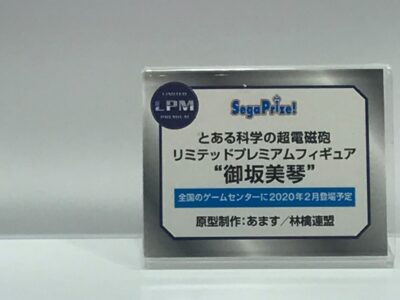 LIMITED
LPM
PREMIUM
SegaPrize!
とある科学の超電磁砲
リミテッドプレミアムフィギュア
“御坂美琴”
全国のゲームセンターに2020年2月登場予定
原型制作：あます／林檎連盟